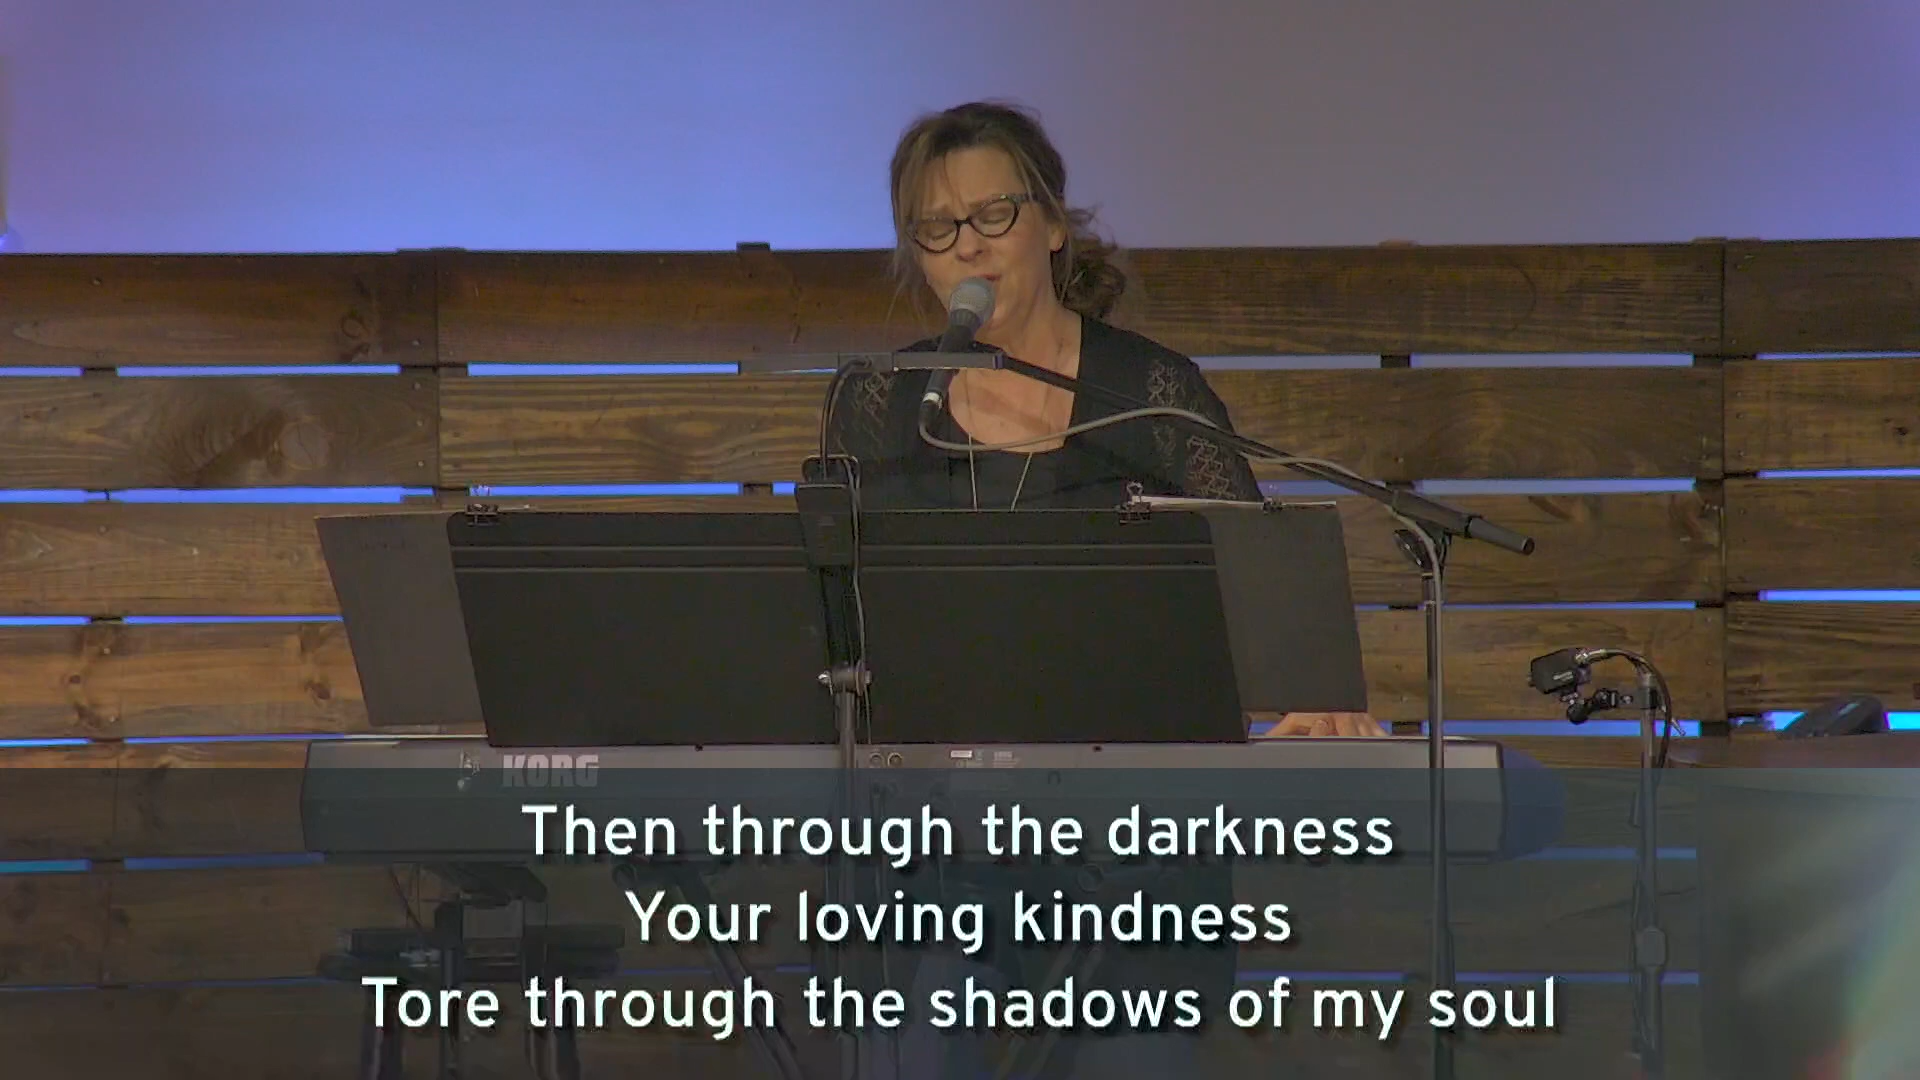 KORG
Then through the darkness
Your loving kindness
Tore through the shadows of my soul